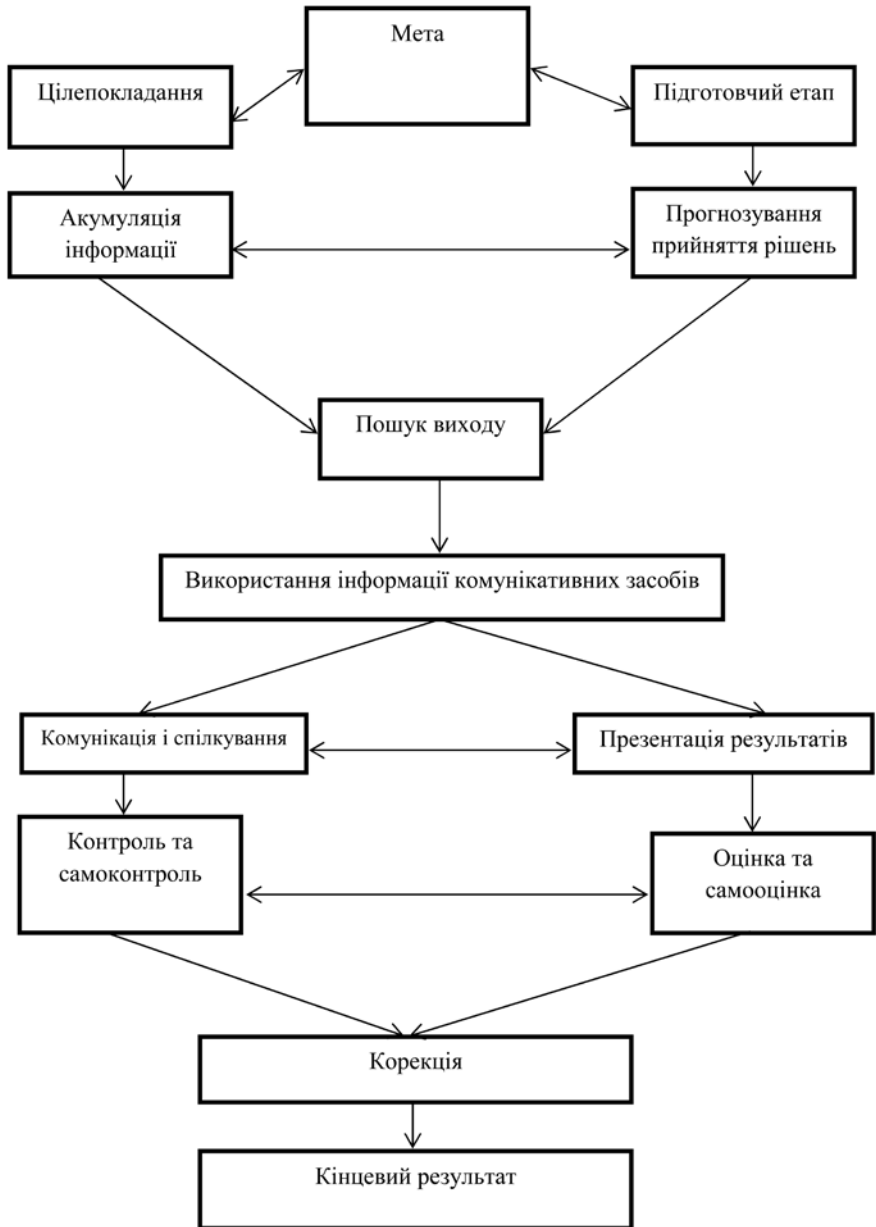 Мета
Цілепокладання
Підготовчий етап
Акумуляція
інформації
Прогнозування
прийняття рішень
Пошук виходу
Використання інформації комунікативних засобів
Комунікація і спілкування
Презентація результатів
Контроль та
самоконтроль
Оцінка та
самооцінка
Корекція
Кінцевий результат